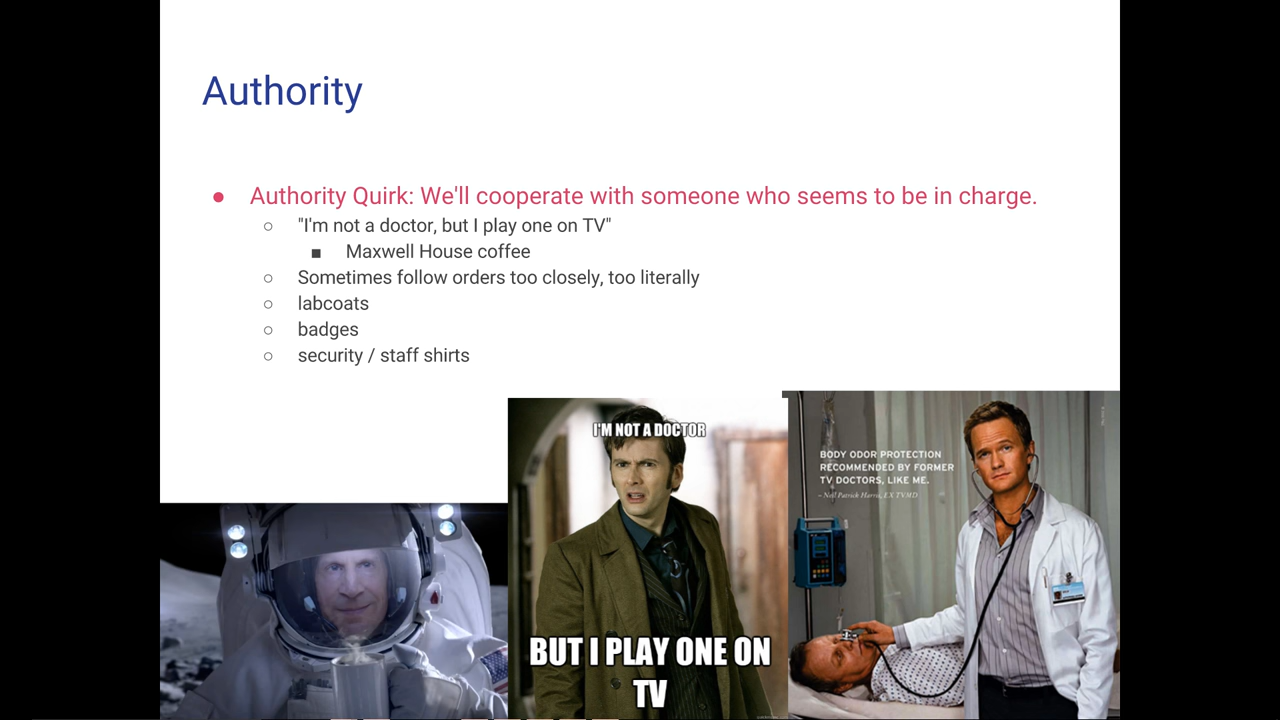 Authority
Authority Quirk: We'll cooperate with someone who seems to be in charge.
"I'm not a doctor, but I play one on TV"
Maxwell House coffee
Sometimes follow orders too closely, too literally
labcoats
badges
security / staff shirts
I'M NOT A DOCTOR
BUT I PLAY ONE ON
TV
BODY ODOR PROTECTION
RECOMMENDED BY FORMER
TV DOCTORS, LIKE ME.
– Neil Patrick Harris, EX TV MD